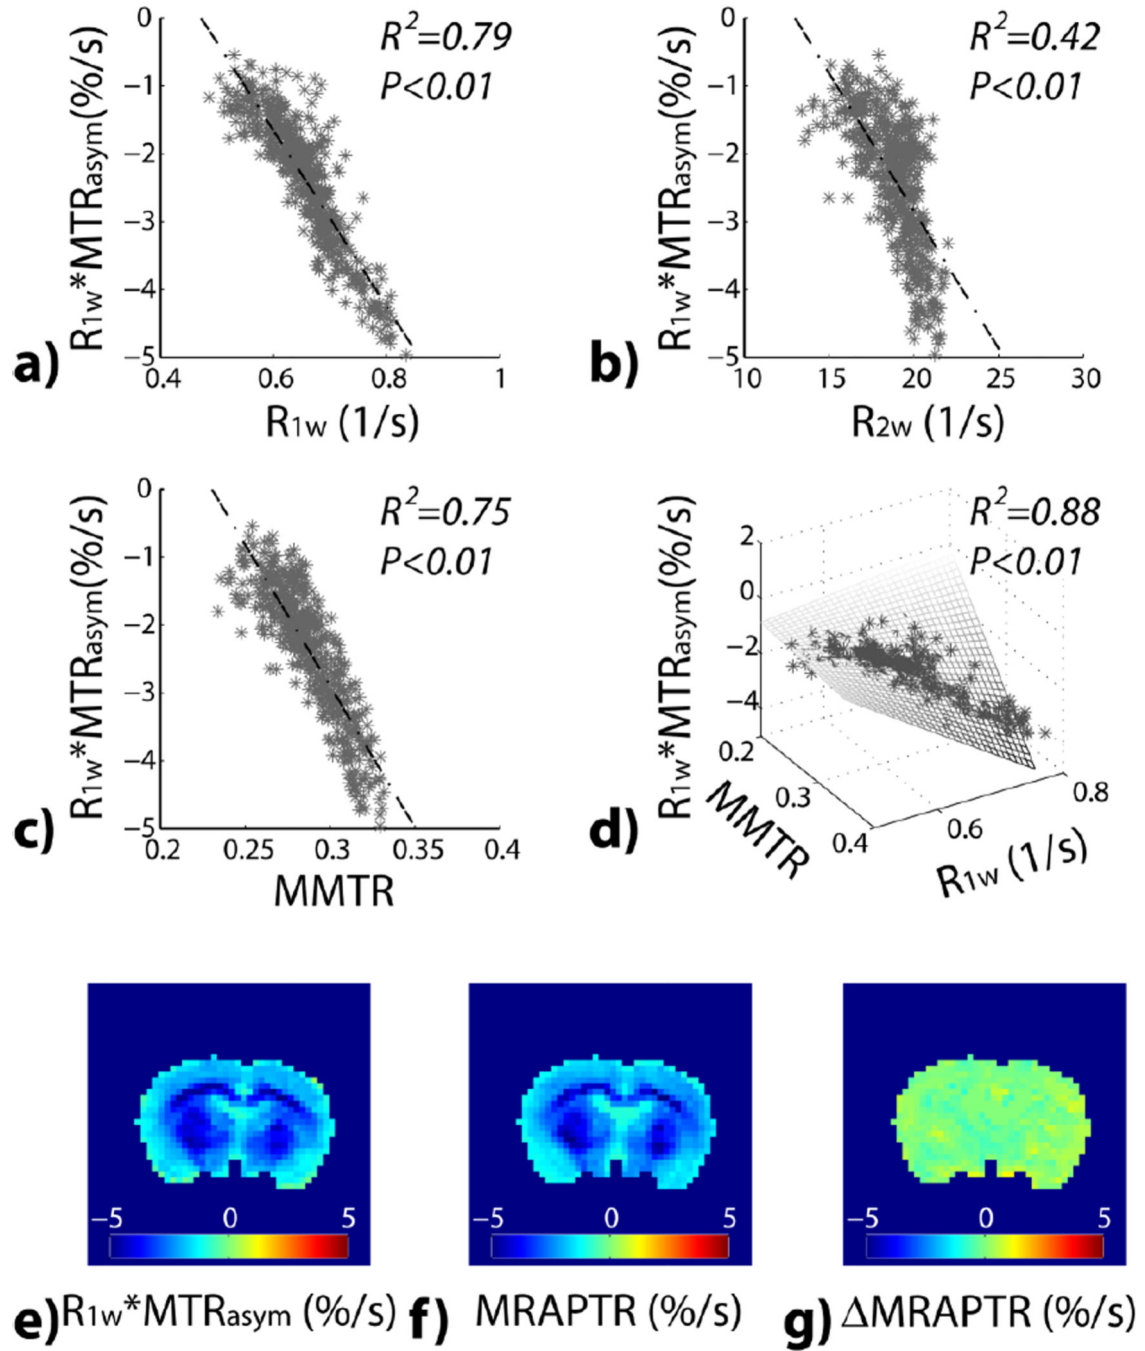 R²=0.79
P<0.01
R1w*MTRasym(%/s)
0
−1
−2
−3
−4
−5
0.4 0.6 0.8 1
a) R1w (1/s)
R²=0.42
P<0.01
R1w*MTRasym(%/s)
0
−1
−2
−3
−4
−5
10 15 20 25 30
b) R2w (1/s)
R²=0.75
P<0.01
R1w*MTRasym(%/s)
0
−1
−2
−3
−4
−5
0.2 0.25 0.3 0.35 0.4
c) MMTR
R²=0.88
P<0.01
R1w*MTRasym(%/s)
2
0
−2
−4
0.2 0.3 0.4
MMTR
0.6 0.8
R1w (1/s)
d)
−5 0 5
e) R1w*MTRasym (%/s)
−5 0 5
f) MRAPTR (%/s)
−5 0 5
g) ΔMRAPTR (%/s)